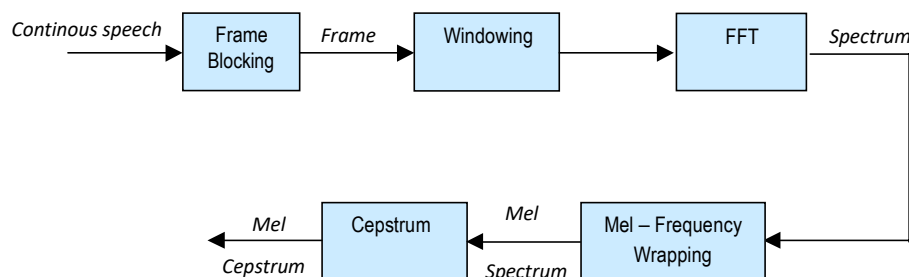 Continous speech
Frame
Blocking
Frame
Windowing
FFT
Spectrum
Mel
Cepstrum
Cepstrum
Mel
Spectrum
Mel – Frequency
Wrapping